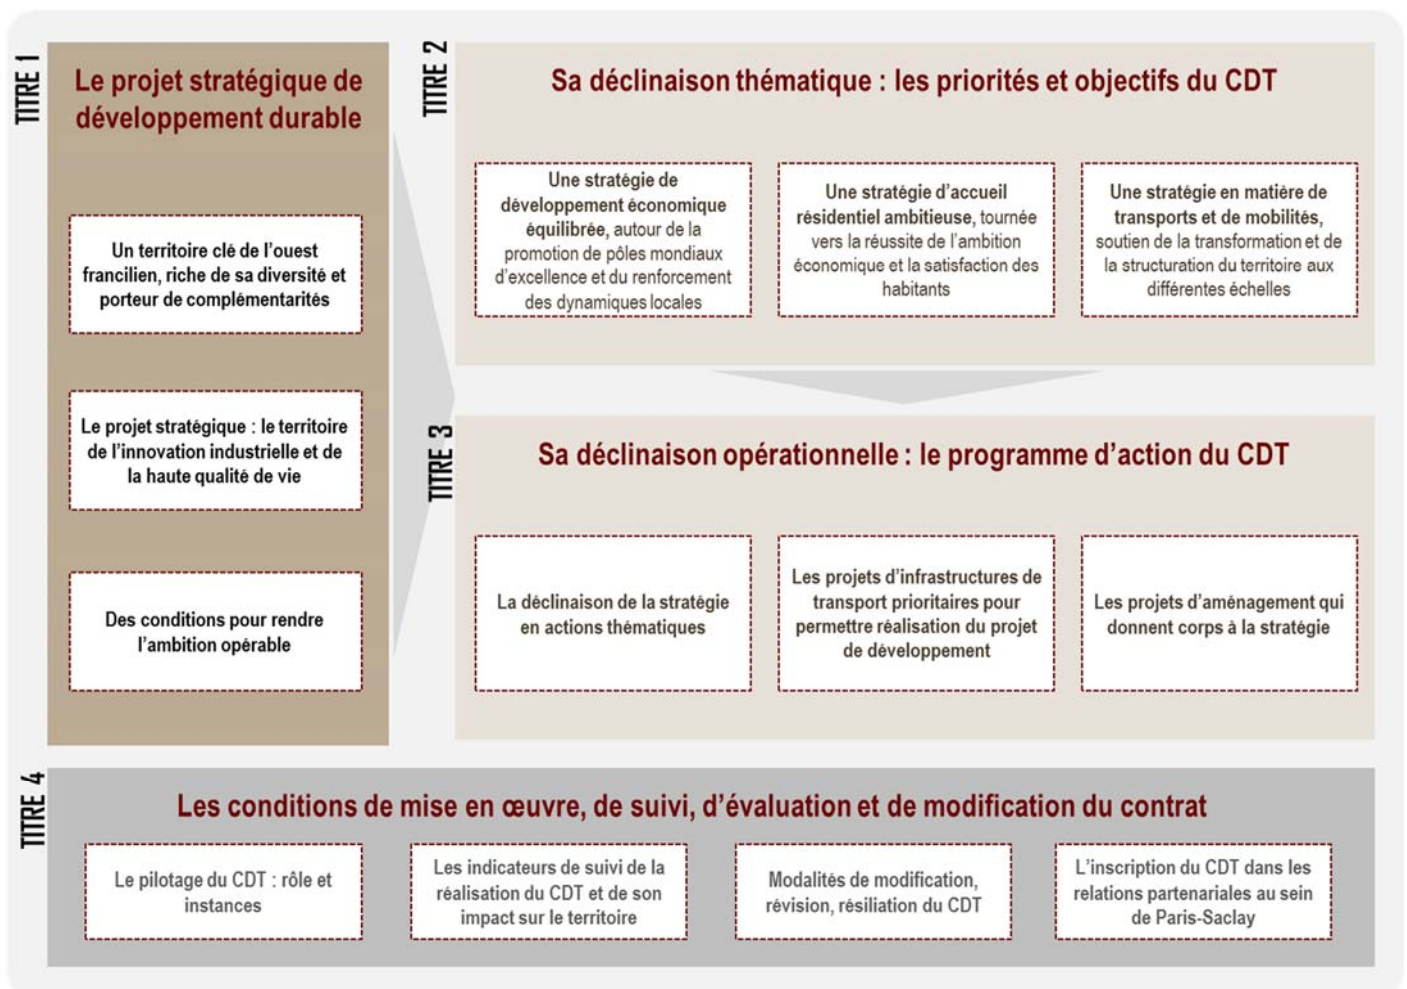 TITRE 1
Le projet stratégique de
développement durable
Un territoire clé de l'ouest
francilien, riche de sa diversité et
porteur de complémentarités
Le projet stratégique : le territoire
de l'innovation industrielle et de
la haute qualité de vie
Des conditions pour rendre
l'ambition opérable
TITRE 2
Sa déclinaison thématique : les priorités et objectifs du CDT
Une stratégie de
développement économique
équilibrée, autour de la
promotion de pôles mondiaux
d'excellence et du renforcement
des dynamiques locales
Une stratégie d'accueil
résidentiel ambitieuse, tournée
vers la réussite de l'ambition
économique et la satisfaction des
habitants
Une stratégie en matière de
transports et de mobilités,
soutien de la transformation et de
la structuration du territoire aux
différentes échelles
TITRE 3
Sa déclinaison opérationnelle : le programme d'action du CDT
La déclinaison de la stratégie
en actions thématiques
Les projets d'infrastructures de
transport prioritaires pour
permettre réalisation du projet
de développement
Les projets d'aménagement qui
donnent corps à la stratégie
TITRE 4
Les conditions de mise en œuvre, de suivi, d'évaluation et de modification du contrat
Le pilotage du CDT : rôle et
instances
Les indicateurs de suivi de la
réalisation du CDT et de son
impact sur le territoire
Modalités de modification,
révision, résiliation du CDT
L'inscription du CDT dans les
relations partenariales au sein
de Paris-Saclay